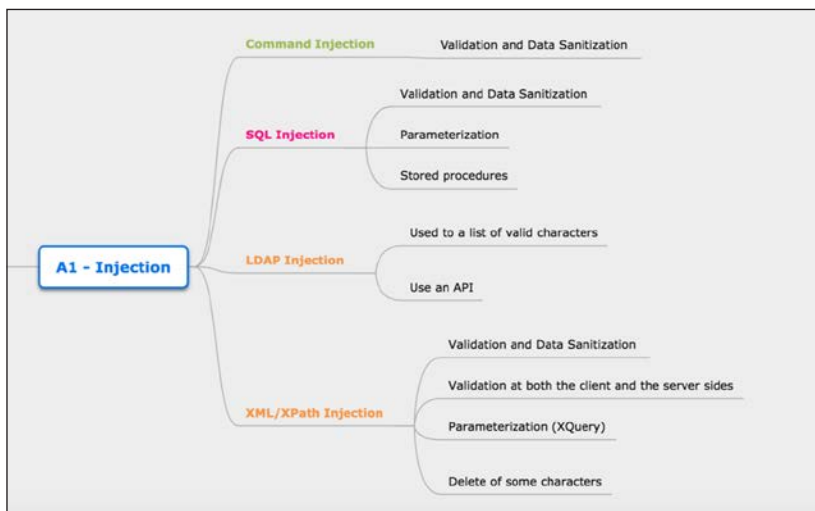 Command Injection
Validation and Data Sanitization
Validation and Data Sanitization
SQL Injection
Parameterization
Stored procedures
Used to a list of valid characters
A1 - Injection
LDAP Injection
Use an API
Validation and Data Sanitization
Validation at both the client and the server sides
XML/XPath Injection
Parameterization (XQuery)
Delete of some characters